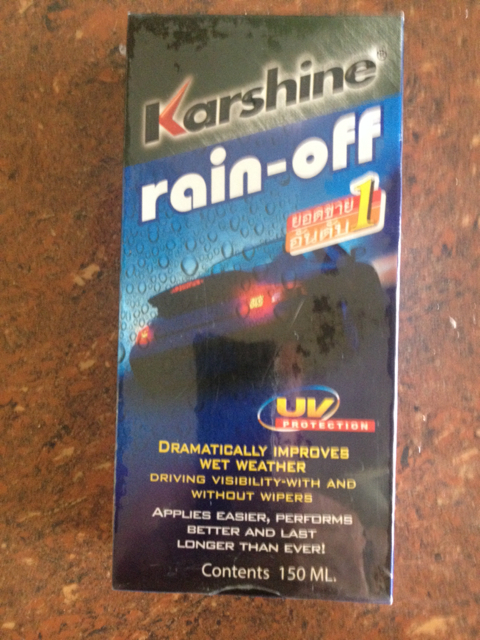 Karshine®
rain-off
ยอดขาย
อันดับ 1
UV
PROTECTION
DRAMATICALLY IMPROVES
WET WEATHER
DRIVING VISIBILITY-WITH AND
WITHOUT WIPERS
APPLIES EASIER, PERFORMS
BETTER AND LAST
LONGER THAN EVER!
Contents 150 ML.